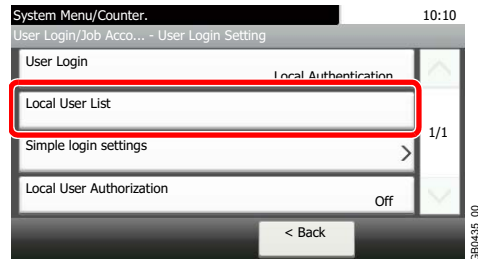 System Menu/Counter. 10:10
User Login/Job Acco... - User Login Setting
User Login
Local Authentication
Local User List
1/1
Simple login settings >
Local User Authorization
Off
< Back
GB0435_00